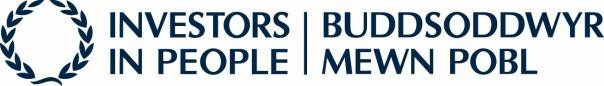 INVESTORS
IN PEOPLE
BUDDSODDWYR
MEWN POBL